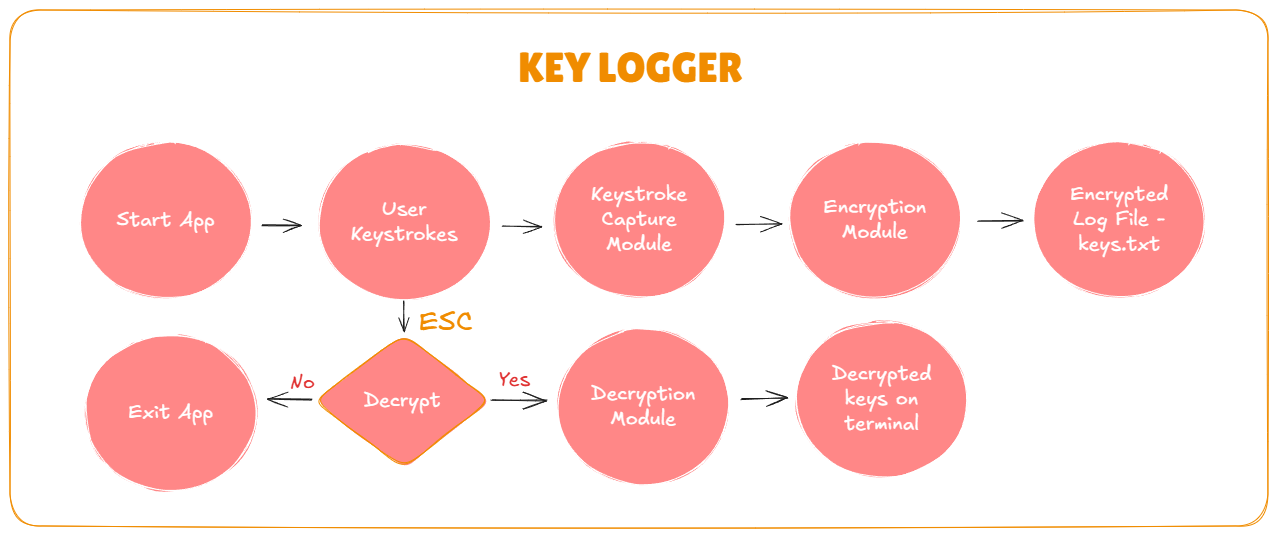 KEY LOGGER
Start App
User
Keystrokes
Keystroke
Capture
Module
Encryption
Module
Encrypted
Log File -
keys.txt
ESC
Exit App
No
Decrypt
Yes
Decryption
Module
Decrypted
keys on
terminal